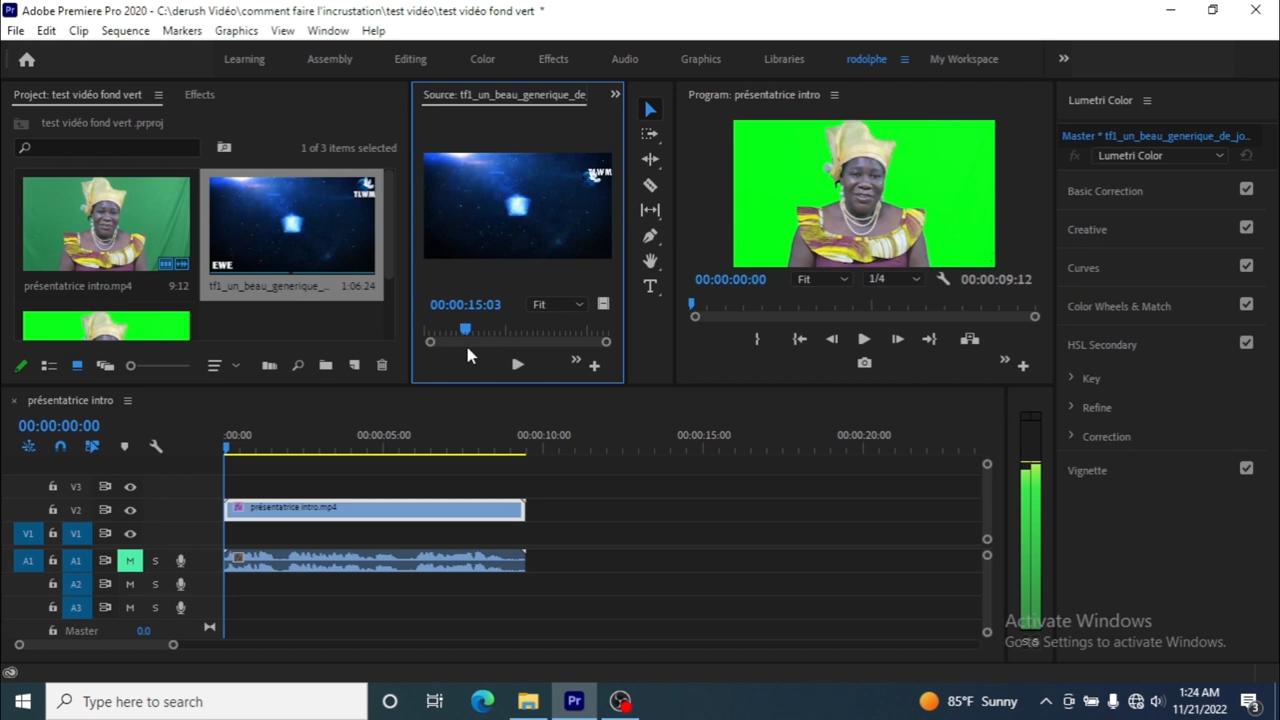 Adobe Premiere Pro 2020 - C:\derush Vidéo\comment faire l'incrustation\test vidéo\test vidéo fond vert *
File Edit Clip Sequence Markers Graphics View Window Help
Learning Assembly Editing Color Effects Audio Graphics Libraries rodolphe My Workspace
Project: test vidéo fond vert Effects
test vidéo fond vert .prproj
1 of 3 items selected
TLWM
EWE
présentatrice intro.mp4 9:12
tf1_un_beau_generique_... 1:06:24
Source: tf1_un_beau_generique_de
TLWM
00:00:15:03 Fit
Program: présentatrice intro
00:00:00:00 Fit 1/4 00:00:09:12
Lumetri Color
Master * tf1_un_beau_generique_de_jo...
fx Lumetri Color
Basic Correction
Creative
Curves
Color Wheels & Matching
HSL Secondary
Key
Refine
Correction
Vignette
présentatrice intro
00:00:00:00
:00:00 00:00:05:00 00:00:10:00 00:00:15:00 00:00:20:00
V3
V2 présentatrice intro.mp4
V1 V1
A1 A1 M S
A2 M S
A3 M S
Master 0.0
S S
Activate Windows
Go to Settings to activate Windows.
Type here to search
Pr
85°F Sunny
1:24 AM
11/21/2022
3